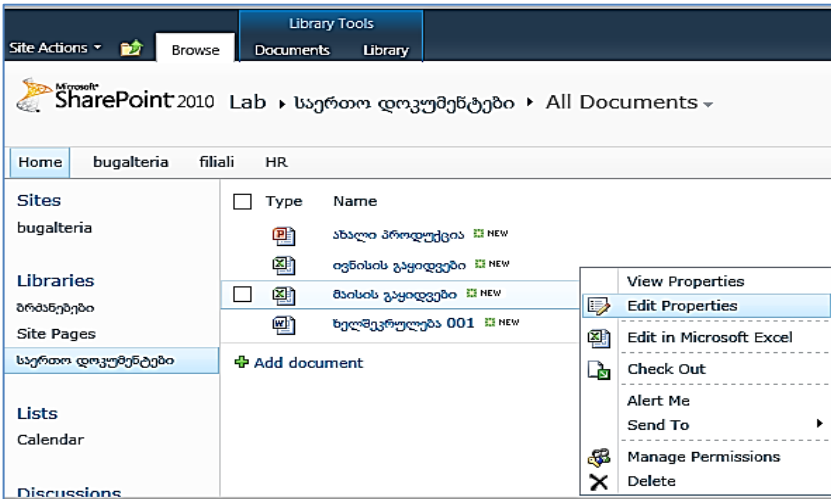 Library Tools
Site Actions Browse Documents Library
Microsoft SharePoint 2010 Lab საერთო დოკუმენტები All Documents
Home bugalteria filiali HR
Sites
bugalteria
Libraries
ბრძანებები
Site Pages
საერთო დოკუმენტები
Lists
Calendar
Discussions
Type Name
ახალი პროდუქცია NEW
ივნისის გაყიდვები NEW
მაისის გაყიდვები NEW
ხელშეკრულება 001 NEW
Add document
View Properties
Edit Properties
Edit in Microsoft Excel
Check Out
Alert Me
Send To
Manage Permissions
Delete